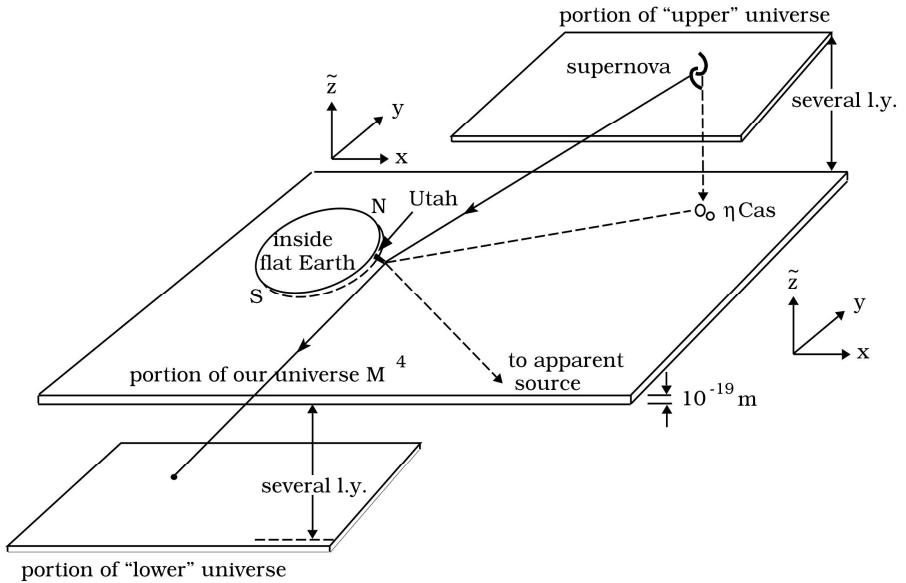 portion of “upper” universe
supernova
several l.y.
z̃
y
x
N
Utah
η Cas
inside
flat Earth
S
z̃
y
x
to apparent
source
portion of our universe M⁴
10⁻¹⁹ m
several l.y.
portion of “lower” universe